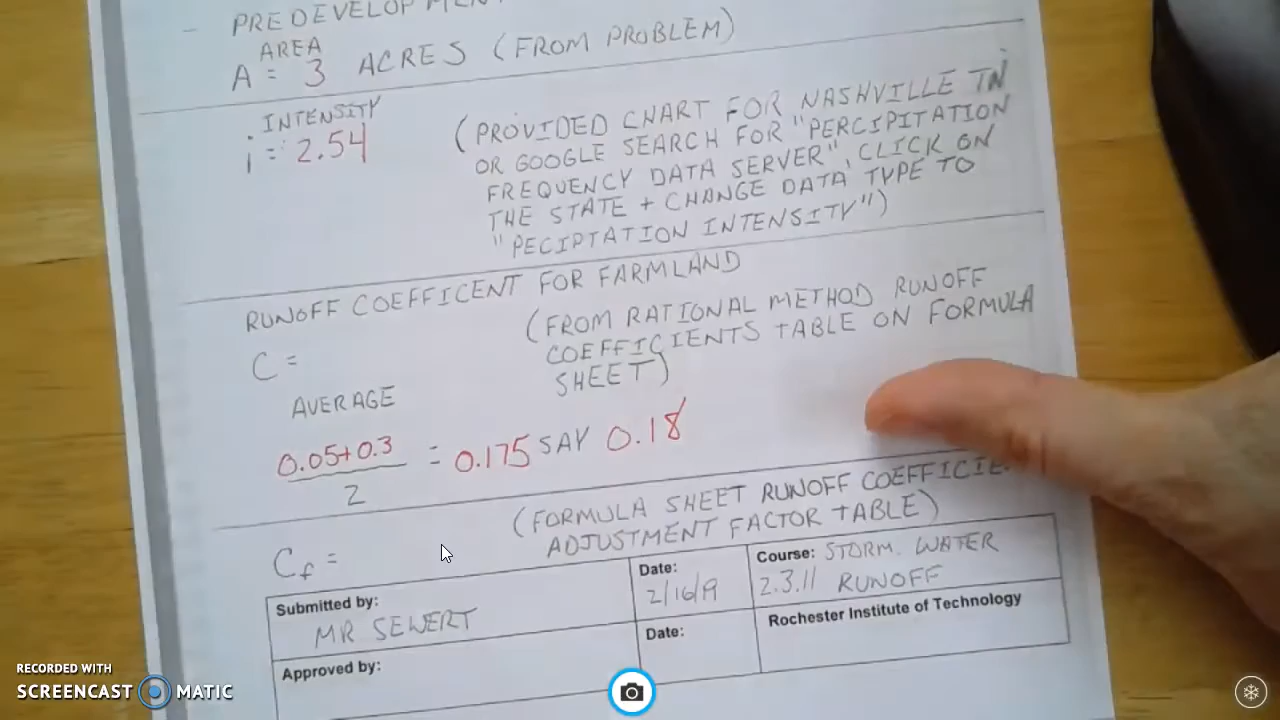 - PREDEVELOPMENT
AREA
A = 3 ACRES (FROM PROBLEM)
INTENSITY
i = 2.54
(PROVIDED CHART FOR NASHVILLE TN
OR GOOGLE SEARCH FOR "PERCIPITATION
FREQUENCY DATA SERVER", CLICK ON
THE STATE + CHANGE DATA TYPE TO
"PECIPTATION INTENSITY")
RUNOFF COEFFICENT FOR FARMLAND
C =
(FROM RATIONAL METHOD RUNOFF
COEFFICIENTS TABLE ON FORMULA
SHEET)
AVERAGE
0.05+0.3
2
= 0.175 SAY 0.18
Cf =
(FORMULA SHEET RUNOFF COEFFICIE
ADJUSTMENT FACTOR TABLE)
Submitted by:
MR SEWERT
Date:
2/16/19
Course: STORM. WATER
2.3.11 RUNOFF
Approved by:
Date:
Rochester Institute of Technology
RECORDED WITH
SCREENCAST MATIC